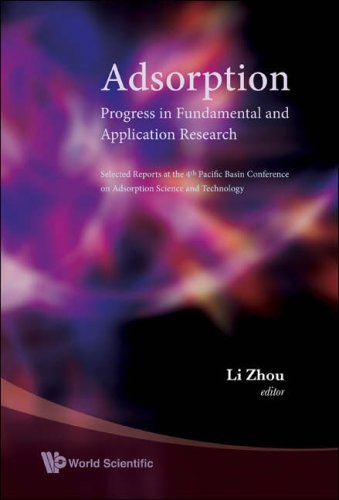 Adsorption
Progress in Fundamental and
Application Research
Selected Reports at the 4th Pacific Basin Conference
on Adsorption Science and Technology
Li Zhou
editor
World Scientific